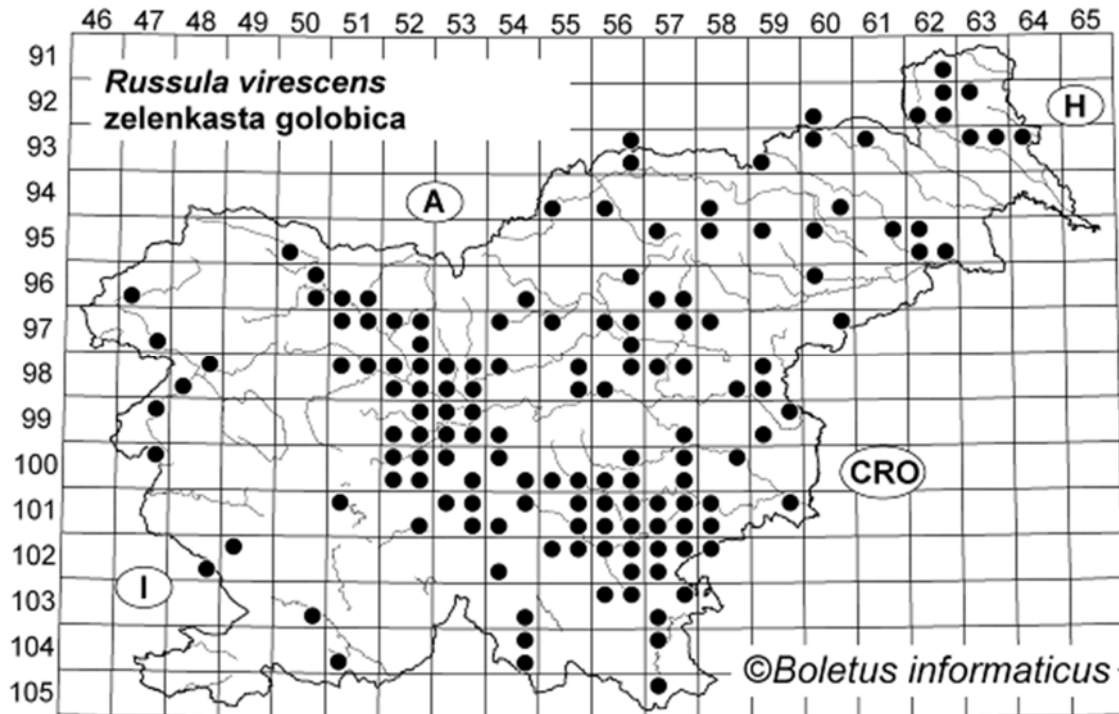 46 47 48 49 50 51 52 53 54 55 56 57 58 59 60 61 62 63 64 65
91
Russula virescens
92
H
zelenkasta golobica
93
94
A
95
96
97
98
99
100
CRO
101
102
I
103
104
©Boletus informaticus
105